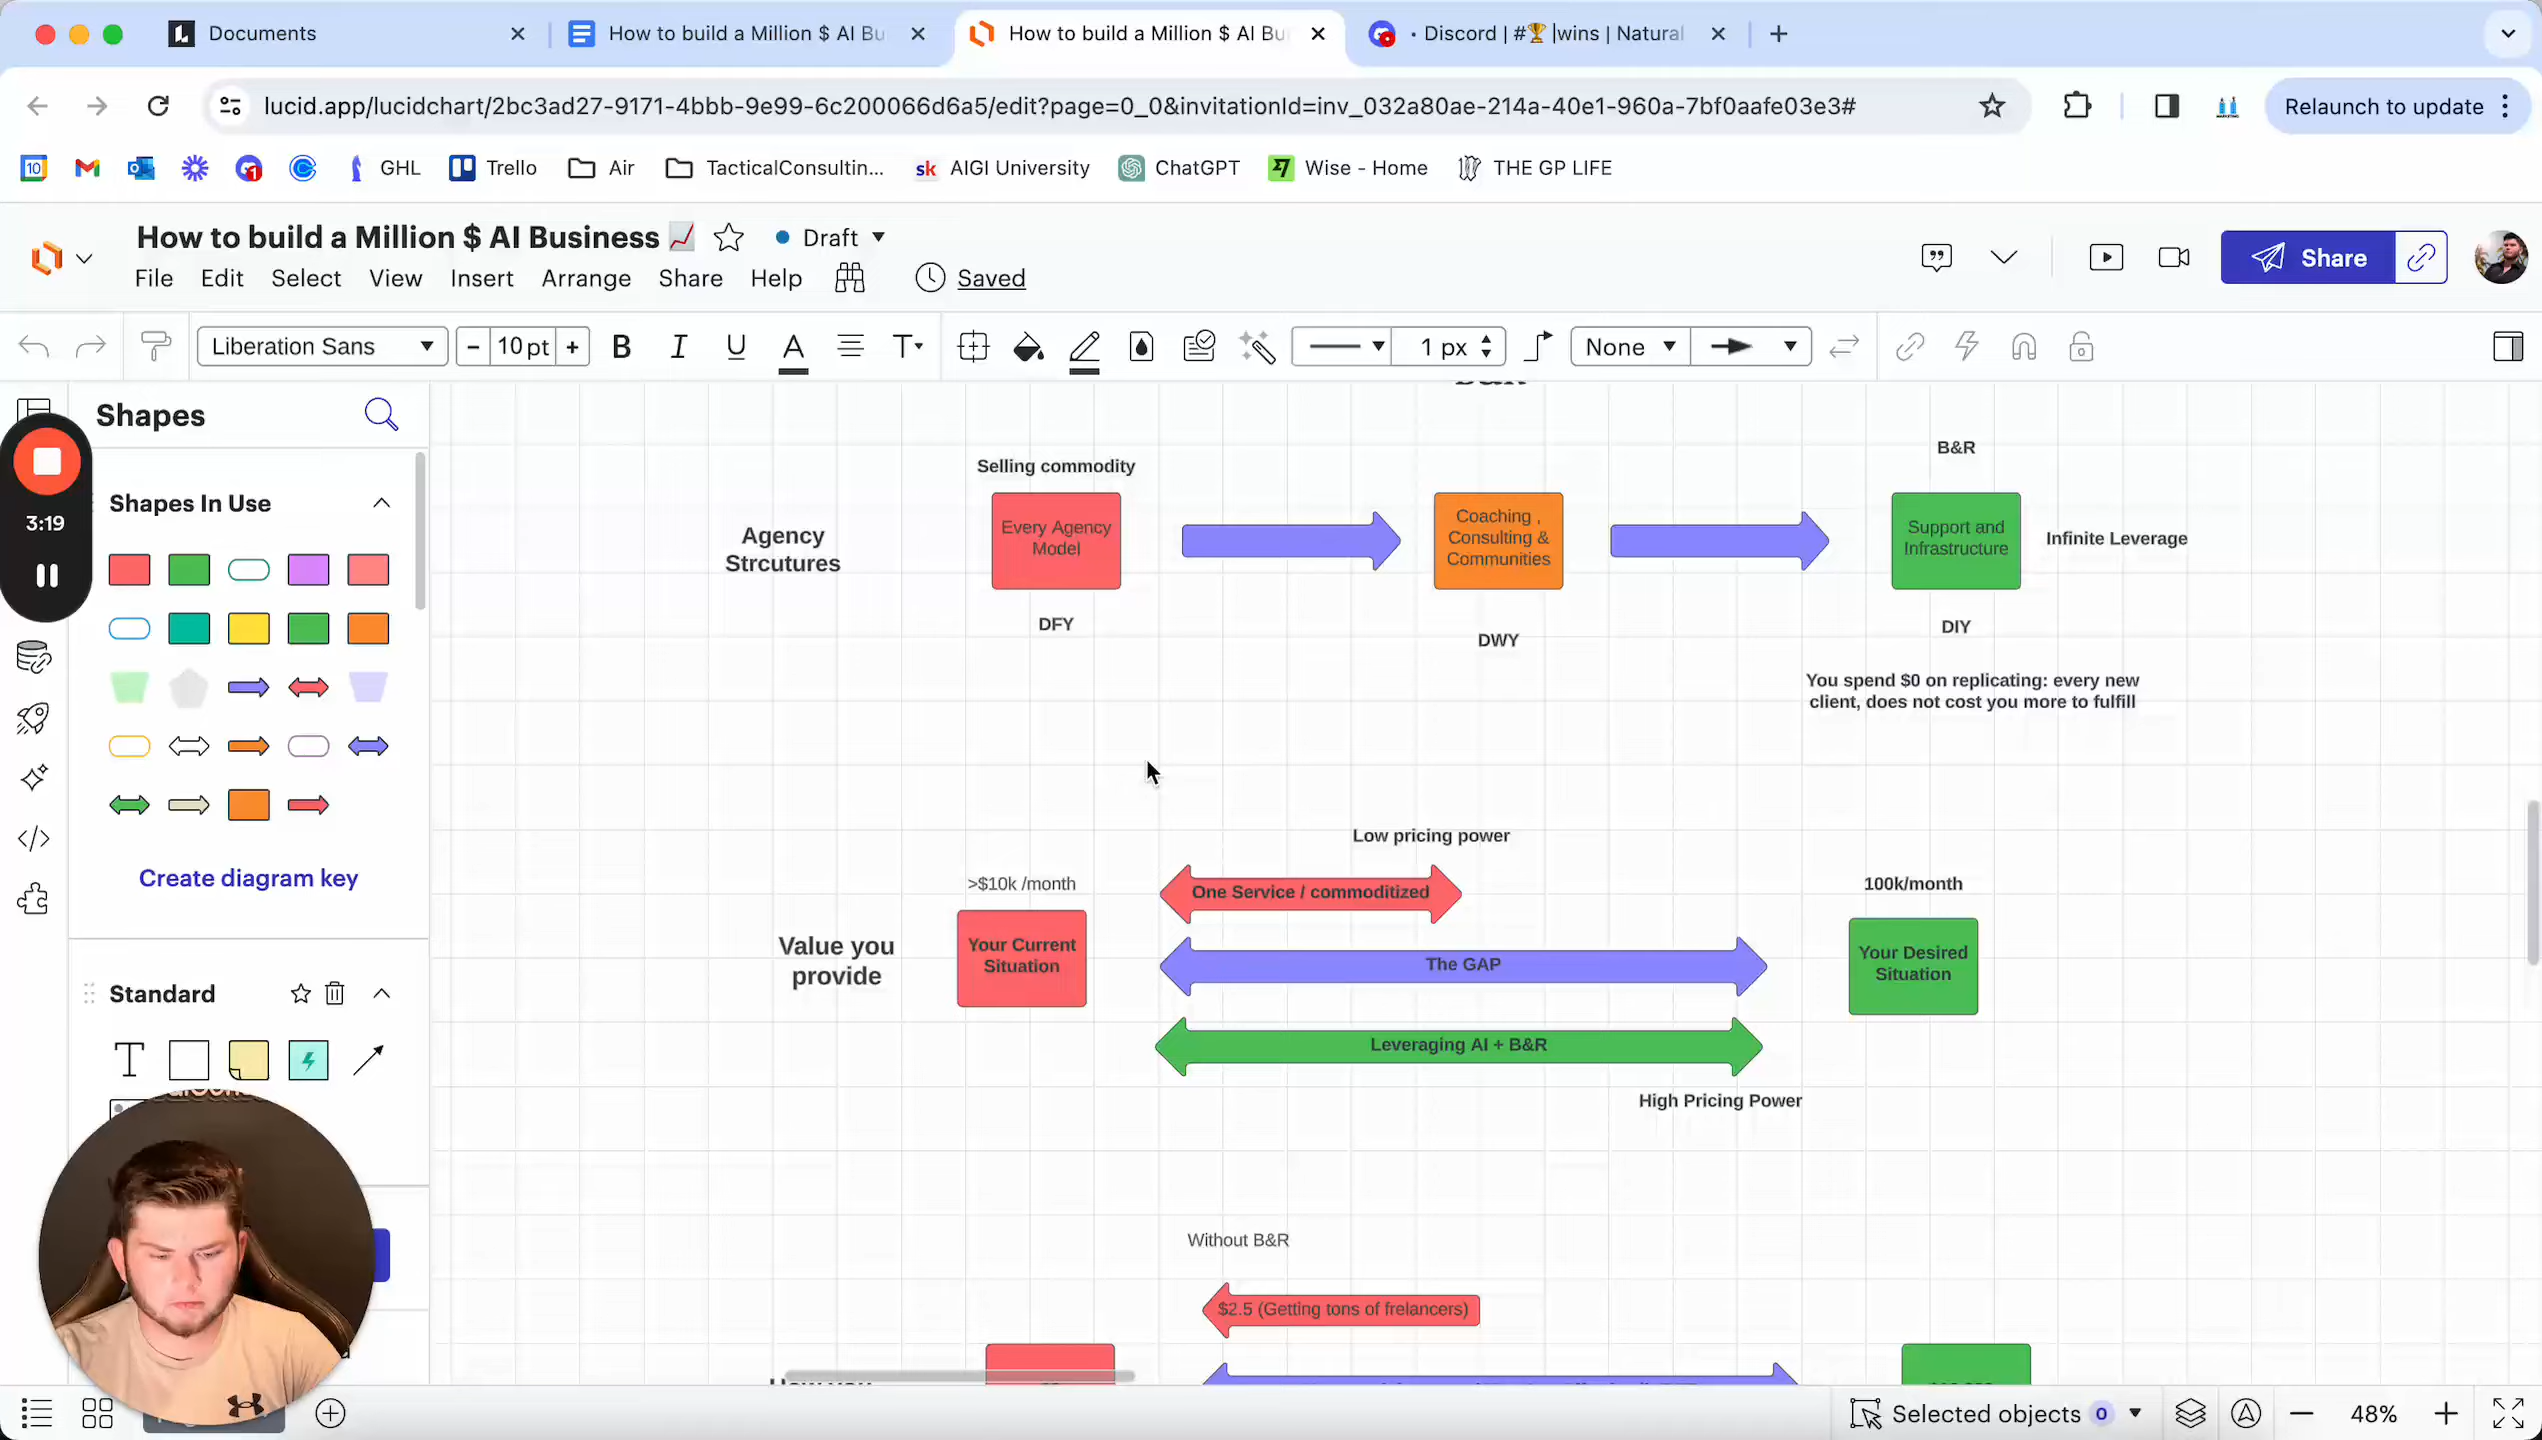 Documents
How to build a Million $ AI Bu
How to build a Million $ AI Bu
• Discord | #🏆 |wins | Natural
lucid.app/lucidchart/2bc3ad27-9171-4bbb-9e99-6c200066d6a5/edit?page=0_0&invitationId=inv_032a80ae-214a-40e1-960a-7bf0aafe03e3#
Relaunch to update
10
1
GHL
Trello
Air
TacticalConsultin...
sk AIGI University
ChatGPT
Wise - Home
THE GP LIFE
How to build a Million $ AI Business 📈
Draft
Share
File Edit Select View Insert Arrange Share Help
Saved
Liberation Sans
10 pt
B I U A T
1 px
None
Shapes
3:19
Shapes In Use
Create diagram key
Standard
T
B&R
Selling commodity
B&R
Agency
Strcutures
Every Agency
Model
Coaching ,
Consulting &
Communities
Support and
Infrastructure
Infinite Leverage
DFY
DWY
DIY
You spend $0 on replicating: every new
client, does not cost you more to fulfill
Low pricing power
>$10k /month
One Service / commoditized
100k/month
Value you
provide
Your Current
Situation
The GAP
Your Desired
Situation
Leveraging AI + B&R
High Pricing Power
Without B&R
$2.5 (Getting tons of frelancers)
How you
Selected objects 0
48%